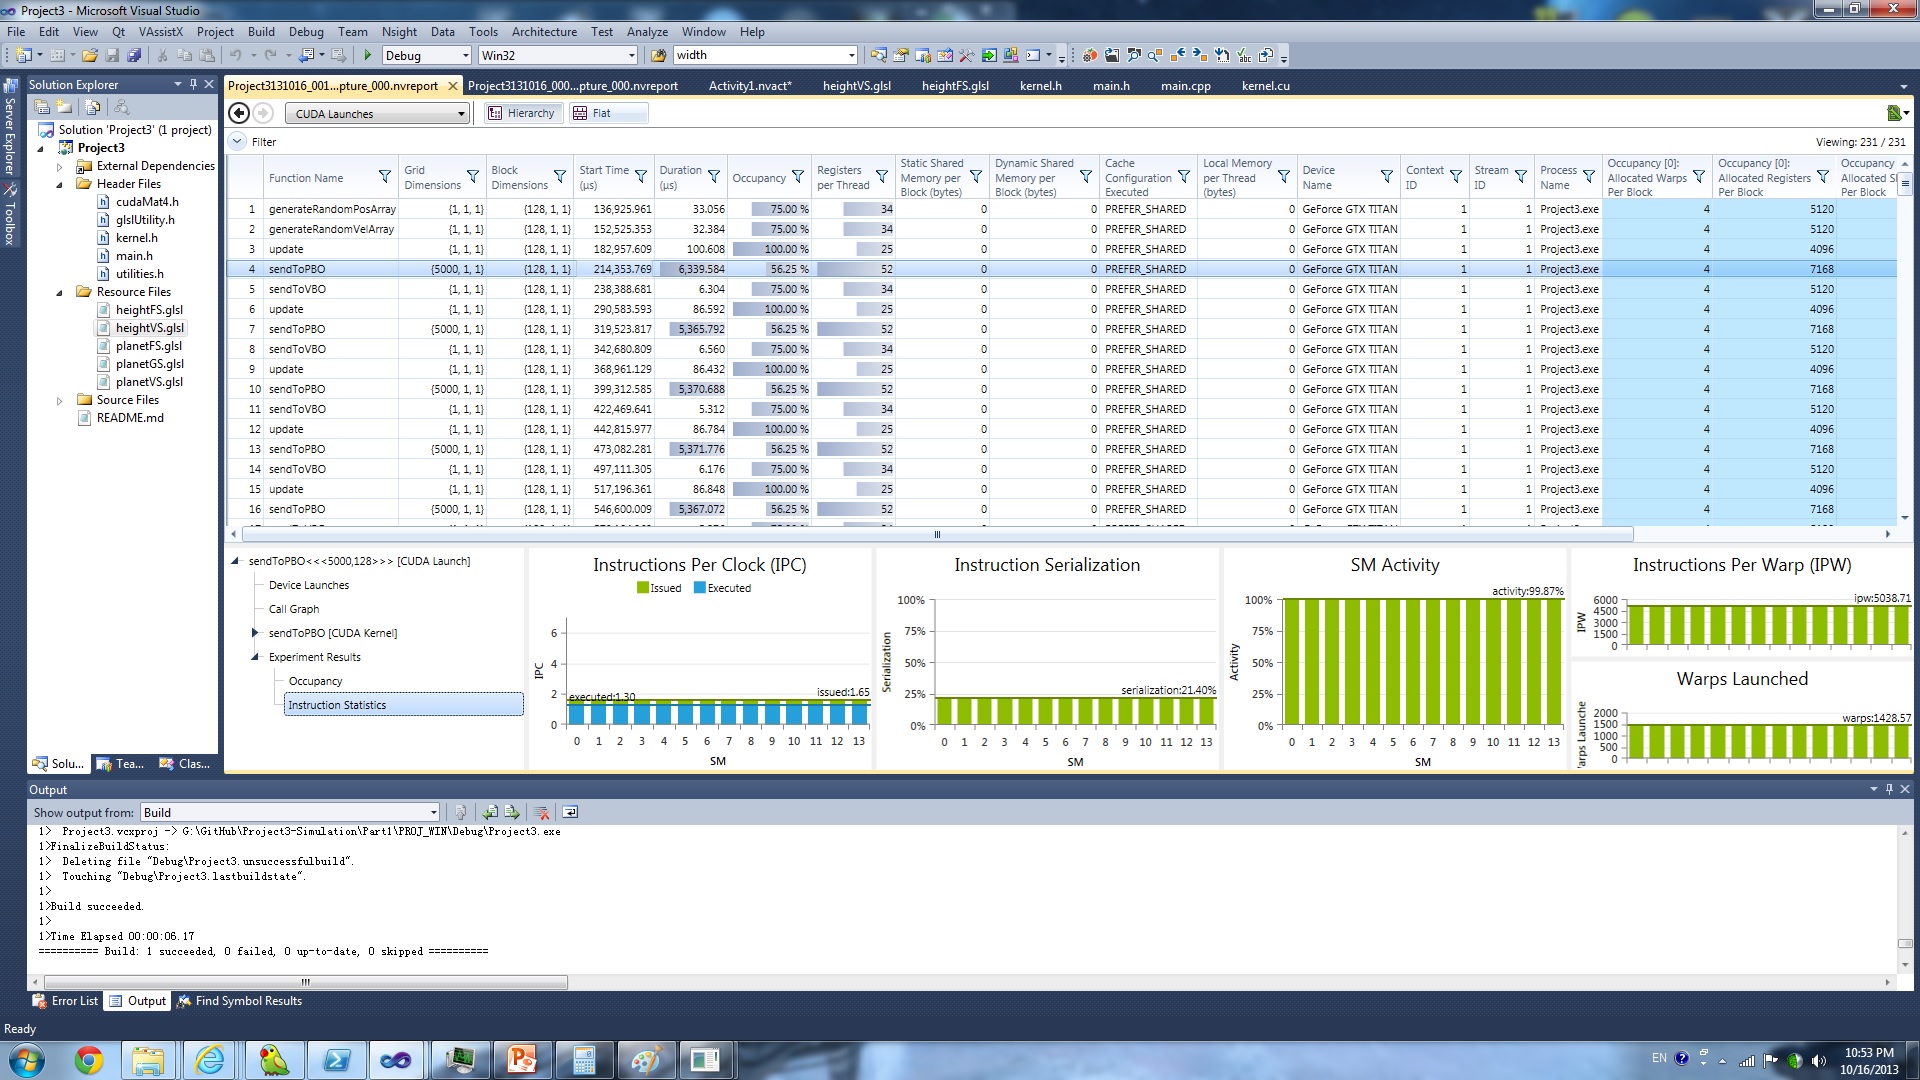 Project3 - Microsoft Visual Studio
File Edit View Qt VAssistX Project Build Debug Team Nsight Data Tools Architecture Test Analyze Window Help
Debug Win32 width
Solution Explorer
Project3131016_001...pture_000.nvreport Project3131016_000...pture_000.nvreport Activity1.nvact* heightVS.glsl heightFS.glsl kernel.h main.h main.cpp kernel.cu
Server Explorer
Toolbox
Solution 'Project3' (1 project)
Project3
External Dependencies
Header Files
cudaMat4.h
glslUtility.h
kernel.h
main.h
utilities.h
Resource Files
heightFS.glsl
heightVS.glsl
planetFS.glsl
planetGS.glsl
planetVS.glsl
Source Files
README.md
Solu... Tea... Clas...
CUDA Launches Hierarchy Flat
Filter Viewing: 231 / 231
Function Name Grid Dimensions Block Dimensions Start Time (µs) Duration (µs) Occupancy Registers per Thread Static Shared Memory per Block (bytes) Dynamic Shared Memory per Block (bytes) Cache Configuration Executed Local Memory per Thread (bytes) Device Name Context ID Stream ID Process Name Occupancy [0]: Allocated Warps Per Block Occupancy [0]: Allocated Registers Per Block Occupancy Allocated Per Block
1 generateRandomPosArray {1, 1, 1} {128, 1, 1} 136,925.961 33.056 75.00 % 34 0 0 PREFER_SHARED 0 GeForce GTX TITAN 1 1 Project3.exe 4 5120
2 generateRandomVelArray {1, 1, 1} {128, 1, 1} 152,525.353 32.384 75.00 % 34 0 0 PREFER_SHARED 0 GeForce GTX TITAN 1 1 Project3.exe 4 5120
3 update {1, 1, 1} {128, 1, 1} 182,957.609 100.608 100.00 % 25 0 0 PREFER_SHARED 0 GeForce GTX TITAN 1 1 Project3.exe 4 4096
4 sendToPBO {5000, 1, 1} {128, 1, 1} 214,353.769 6,339.584 56.25 % 52 0 0 PREFER_SHARED 0 GeForce GTX TITAN 1 1 Project3.exe 4 7168
5 sendToVBO {1, 1, 1} {128, 1, 1} 238,388.681 6.304 75.00 % 34 0 0 PREFER_SHARED 0 GeForce GTX TITAN 1 1 Project3.exe 4 5120
6 update {1, 1, 1} {128, 1, 1} 290,583.593 86.592 100.00 % 25 0 0 PREFER_SHARED 0 GeForce GTX TITAN 1 1 Project3.exe 4 4096
7 sendToPBO {5000, 1, 1} {128, 1, 1} 319,523.817 5,365.792 56.25 % 52 0 0 PREFER_SHARED 0 GeForce GTX TITAN 1 1 Project3.exe 4 7168
8 sendToVBO {1, 1, 1} {128, 1, 1} 342,680.809 6.560 75.00 % 34 0 0 PREFER_SHARED 0 GeForce GTX TITAN 1 1 Project3.exe 4 5120
9 update {1, 1, 1} {128, 1, 1} 368,961.129 86.432 100.00 % 25 0 0 PREFER_SHARED 0 GeForce GTX TITAN 1 1 Project3.exe 4 4096
10 sendToPBO {5000, 1, 1} {128, 1, 1} 399,312.585 5,370.688 56.25 % 52 0 0 PREFER_SHARED 0 GeForce GTX TITAN 1 1 Project3.exe 4 7168
11 sendToVBO {1, 1, 1} {128, 1, 1} 422,469.641 5.312 75.00 % 34 0 0 PREFER_SHARED 0 GeForce GTX TITAN 1 1 Project3.exe 4 5120
12 update {1, 1, 1} {128, 1, 1} 442,815.977 86.784 100.00 % 25 0 0 PREFER_SHARED 0 GeForce GTX TITAN 1 1 Project3.exe 4 4096
13 sendToPBO {5000, 1, 1} {128, 1, 1} 473,082.281 5,371.776 56.25 % 52 0 0 PREFER_SHARED 0 GeForce GTX TITAN 1 1 Project3.exe 4 7168
14 sendToVBO {1, 1, 1} {128, 1, 1} 497,111.305 6.176 75.00 % 34 0 0 PREFER_SHARED 0 GeForce GTX TITAN 1 1 Project3.exe 4 5120
15 update {1, 1, 1} {128, 1, 1} 517,196.361 86.848 100.00 % 25 0 0 PREFER_SHARED 0 GeForce GTX TITAN 1 1 Project3.exe 4 4096
16 sendToPBO {5000, 1, 1} {128, 1, 1} 546,600.009 5,367.072 56.25 % 52 0 0 PREFER_SHARED 0 GeForce GTX TITAN 1 1 Project3.exe 4 7168
sendToPBO<<<5000,128>>> [CUDA Launch]
Device Launches
Call Graph
sendToPBO [CUDA Kernel]
Experiment Results
Occupancy
Instruction Statistics
Instructions Per Clock (IPC)
Issued Executed
IPC
6
4
2
0
executed:1.30 issued:1.65
0 1 2 3 4 5 6 7 8 9 10 11 12 13
SM
Instruction Serialization
Serialization
100%
75%
50%
25%
0%
serialization:21.40%
0 1 2 3 4 5 6 7 8 9 10 11 12 13
SM
SM Activity
Activity
activity:99.87%
100%
75%
50%
25%
0%
0 1 2 3 4 5 6 7 8 9 10 11 12 13
SM
Instructions Per Warp (IPW)
IPW
ipw:5038.71
6000
4500
3000
1500
0
Warps Launched
Warps Launche
warps:1428.57
2000
1500
1000
500
0
Output
Show output from: Build
1> Project3.vcxproj -> G:\GitHub\Project3-Simulation\Part1\PROJ_WIN\Debug\Project3.exe
1>FinalizeBuildStatus:
1> Deleting file "Debug\Project3.unsuccessfulbuild".
1> Touching "Debug\Project3.lastbuildstate".
1>
1>Build succeeded.
1>
1>Time Elapsed 00:00:06.17
========== Build: 1 succeeded, 0 failed, 0 up-to-date, 0 skipped ==========
Error List Output Find Symbol Results
Ready
EN 10:53 PM
10/16/2013